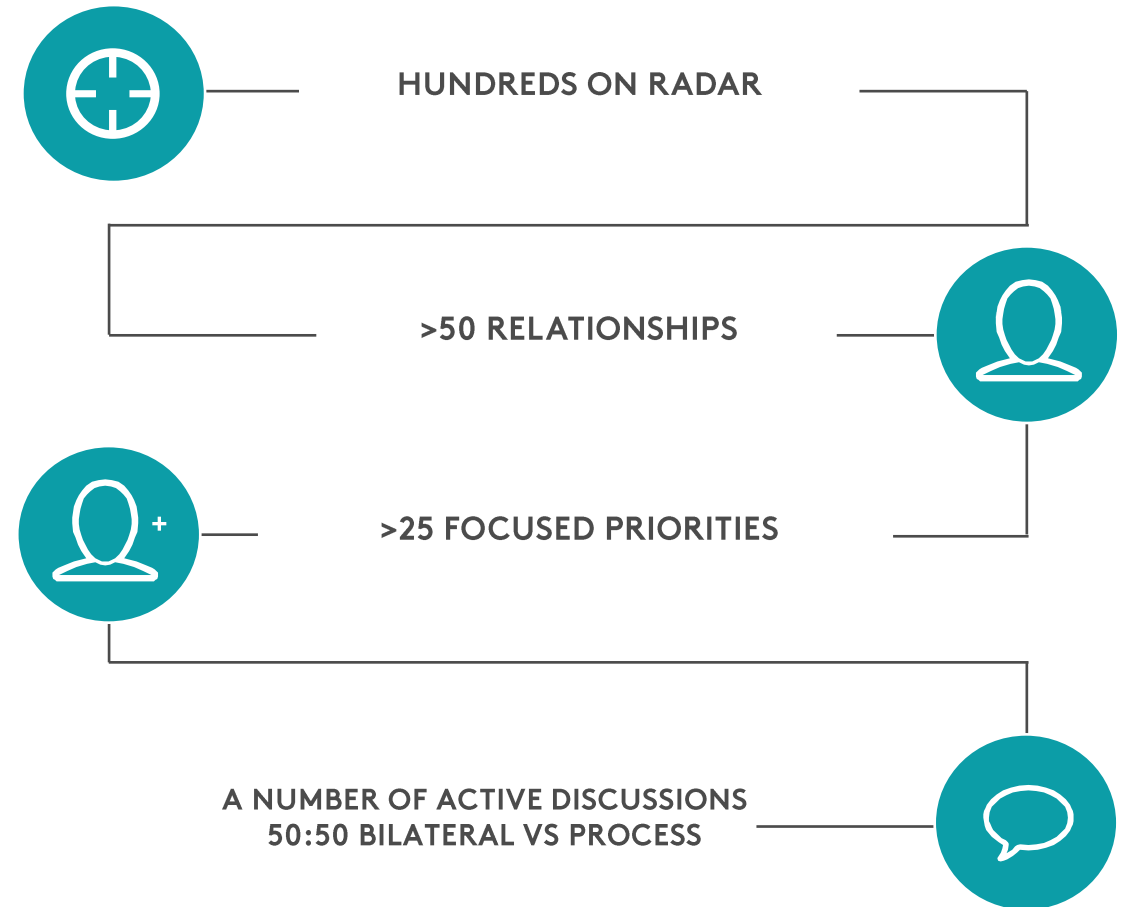 HUNDREDS ON RADAR
>50 RELATIONSHIPS
+
>25 FOCUSED PRIORITIES
A NUMBER OF ACTIVE DISCUSSIONS
50:50 BILATERAL VS PROCESS